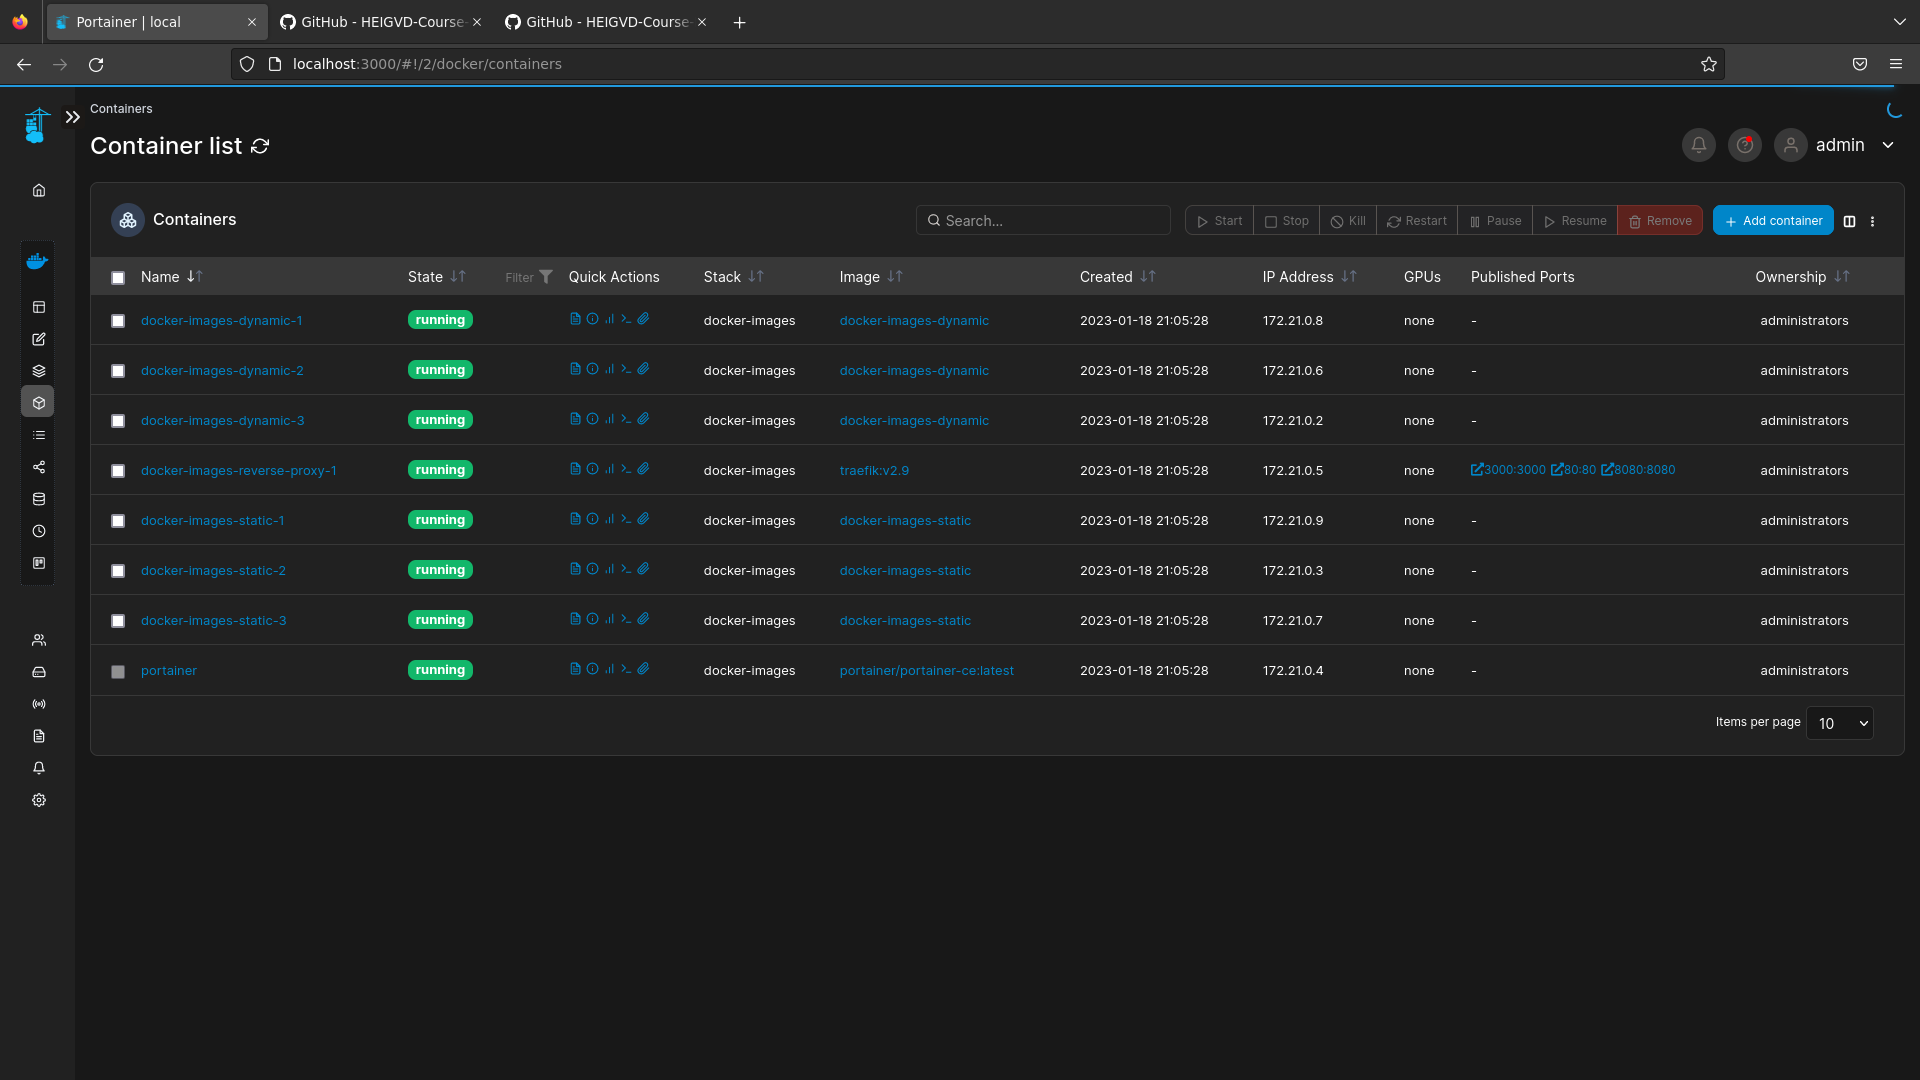 Portainer | local
GitHub - HEIGVD-Course-
GitHub - HEIGVD-Course-
localhost:3000/#!/2/docker/containers
Containers
Container list
admin
Containers
Search...
Start Stop Kill Restart Pause Resume Remove
Add container
Name State Filter Quick Actions Stack Image Created IP Address GPUs Published Ports Ownership
docker-images-dynamic-1 running docker-images docker-images-dynamic 2023-01-18 21:05:28 172.21.0.8 none - administrators
docker-images-dynamic-2 running docker-images docker-images-dynamic 2023-01-18 21:05:28 172.21.0.6 none - administrators
docker-images-dynamic-3 running docker-images docker-images-dynamic 2023-01-18 21:05:28 172.21.0.2 none - administrators
docker-images-reverse-proxy-1 running docker-images traefik:v2.9 2023-01-18 21:05:28 172.21.0.5 none 3000:3000 80:80 8080:8080 administrators
docker-images-static-1 running docker-images docker-images-static 2023-01-18 21:05:28 172.21.0.9 none - administrators
docker-images-static-2 running docker-images docker-images-static 2023-01-18 21:05:28 172.21.0.3 none - administrators
docker-images-static-3 running docker-images docker-images-static 2023-01-18 21:05:28 172.21.0.7 none - administrators
portainer running docker-images portainer/portainer-ce:latest 2023-01-18 21:05:28 172.21.0.4 none - administrators
Items per page 10